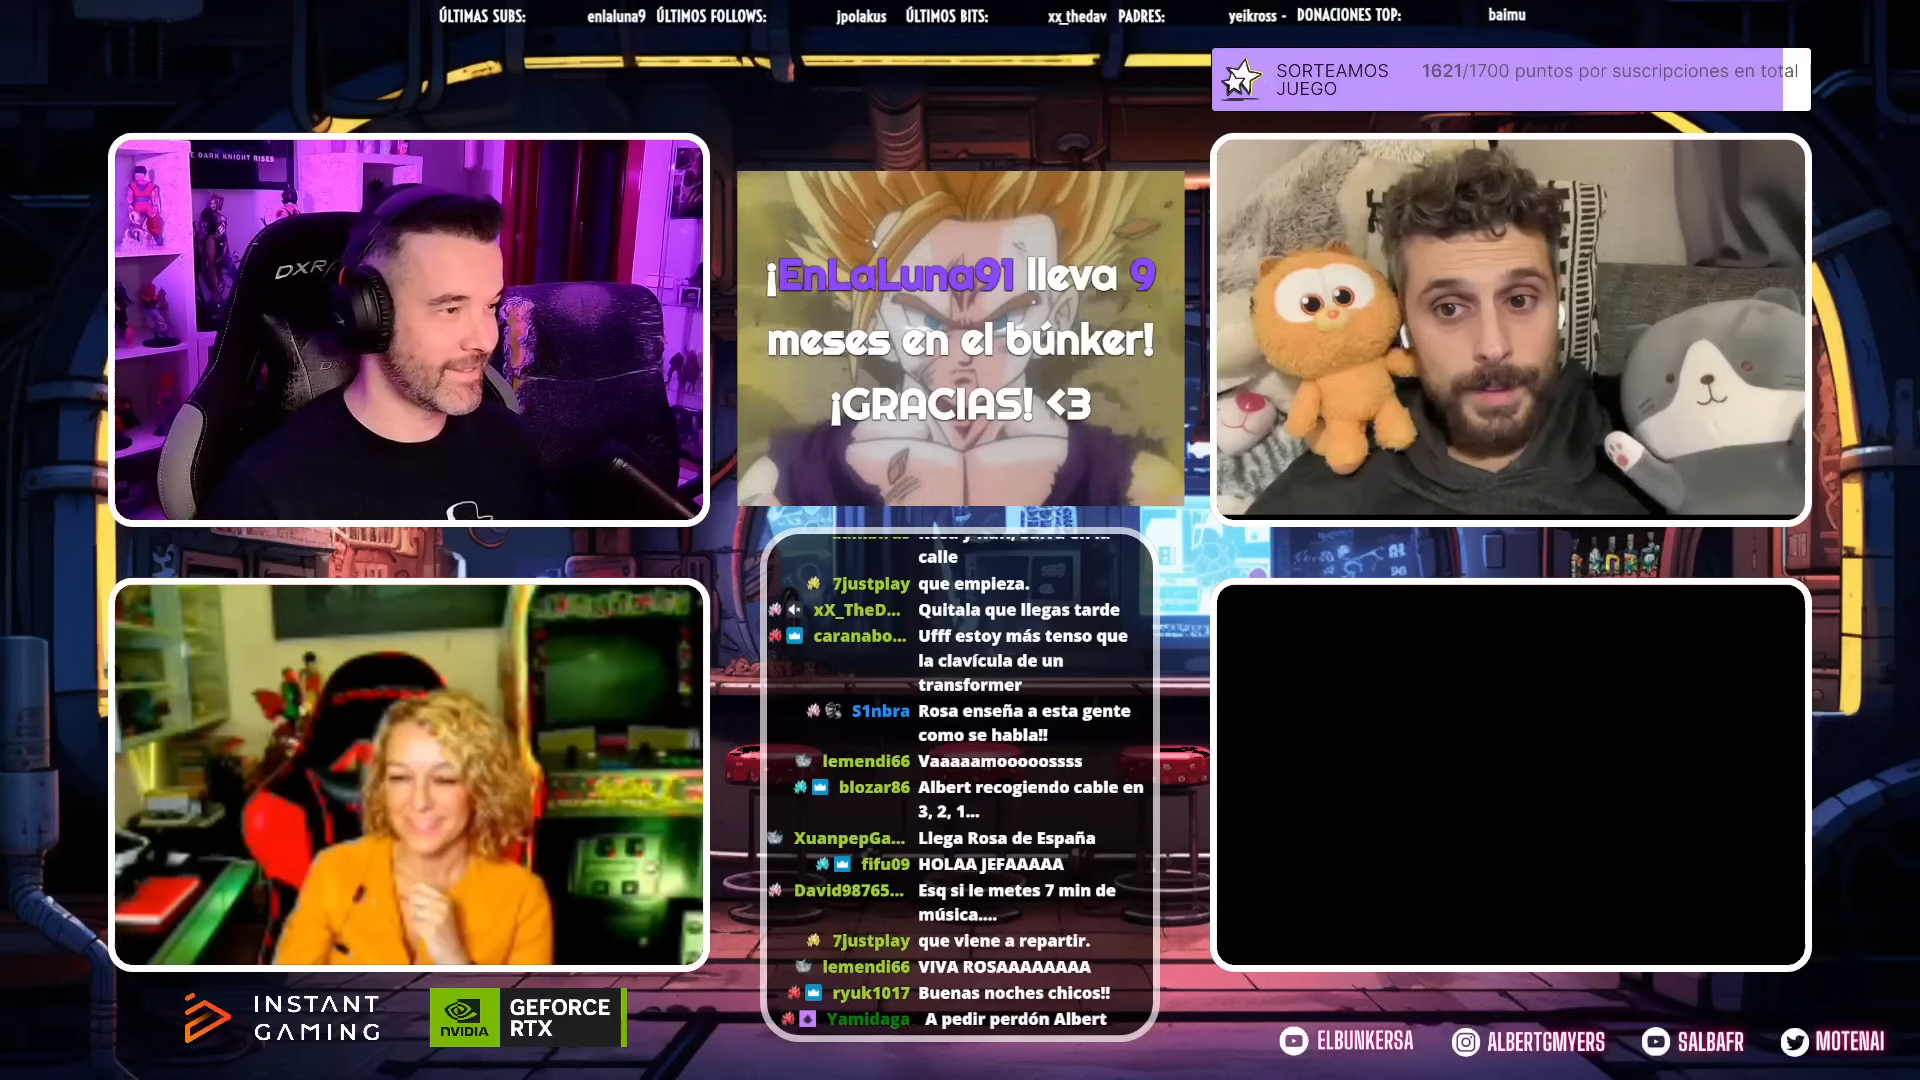 ÚLTIMAS SUBS: enlaluna9 ÚLTIMOS FOLLOWS: jpolakus ÚLTIMOS BITS: xx_thedav PADRES: yeikross - DONACIONES TOP: baimu
SORTEAMOS JUEGO
1621/1700 puntos por suscripciones en total
E DARK KNIGHT RISES
¡EnLaLuna91 lleva 9
meses en el búnker!
¡GRACIAS! <3
calle
7justplay que empieza.
xX_TheD... Quitala que llegas tarde
caranabo... Ufff estoy más tenso que
la clavícula de un
transformer
S1nbra Rosa enseña a esta gente
como se habla!!
lemendi66 Vaaaaamooooossss
blozar86 Albert recogiendo cable en
3, 2, 1...
XuanpepGa... Llega Rosa de España
fifu09 HOLAA JEFAAAAA
David98765... Esq si le metes 7 min de
música....
7justplay que viene a repartir.
lemendi66 VIVA ROSAAAAAAAA
ryuk1017 Buenas noches chicos!!
Yamidaga A pedir perdón Albert
INSTANT
GAMING
NVIDIA
GEFORCE
RTX
ELBUNKERSA ALBERTGMYERS SALBAFR MOTENAI